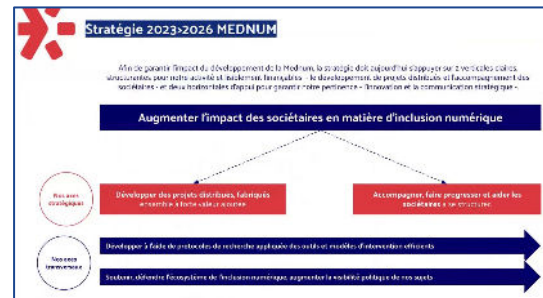 Stratégie 2023>2026 MEDNUM
Afin de garantir l'impact du développement de la Mednum, la stratégie doit aujourd'hui s'appuyer sur 2 verticales claires,
structurantes pour notre activité et facilement finançables - le développement de projets distribués et l'accompagnement des
sociétaires - et deux horizontales d'appui pour garantir notre pertinence - l'innovation et la communication stratégique -.
Augmenter l'impact des sociétaires en matière d'inclusion numérique
Nos axes
stratégiques
Développer des projets distribués, fabriqués
ensemble à forte valeur ajoutée
Accompagner, faire progresser et aider les
sociétaires à se structurer
Nos axes
transversaux
Développer à l'aide de protocoles de recherche appliquée des outils et modèles d'intervention efficients
Soutenir, défendre l'écosystème de l'inclusion numérique, augmenter la visibilité politique de nos sujets